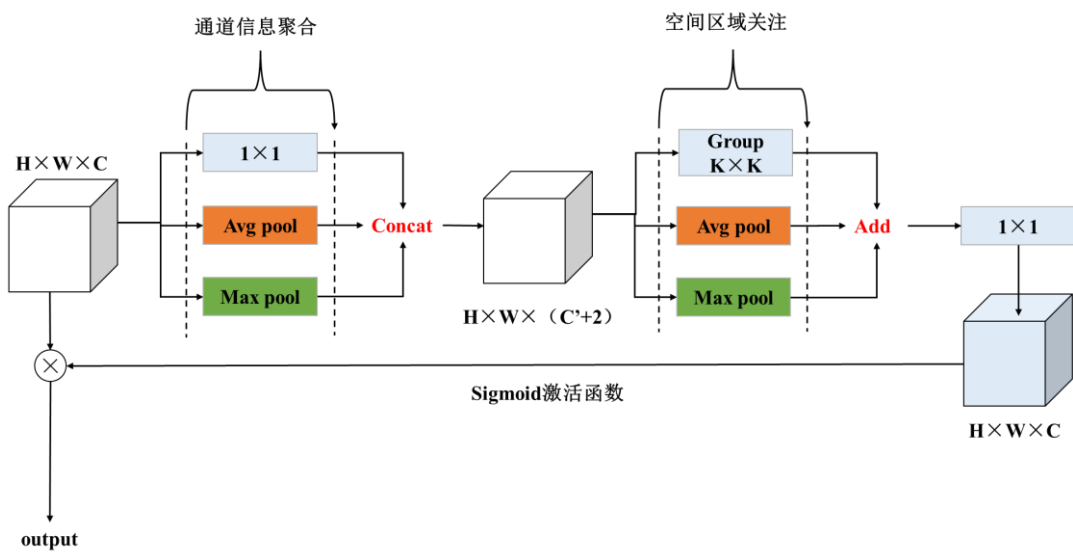 通道信息聚合
空间区域关注
H×W×C
1×1
Avg pool
Max pool
Concat
H×W×（C’+2）
Group
K×K
Avg pool
Max pool
Add
1×1
H×W×C
Sigmoid激活函数
output